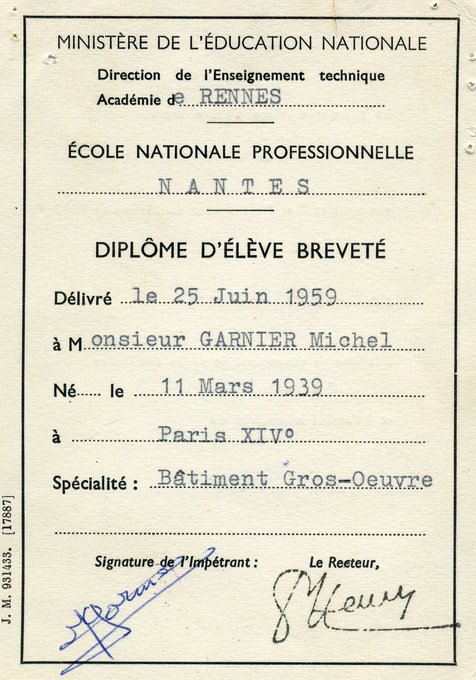 MINISTÈRE DE L'ÉDUCATION NATIONALE
Direction de l'Enseignement technique
Académie de RENNES
ÉCOLE NATIONALE PROFESSIONNELLE
NANTES
DIPLÔME D'ÉLÈVE BREVETÉ
Délivré le 25 Juin 1959
à Monsieur GARNIER Michel
Né le 11 Mars 1939
à Paris XIV°
Spécialité : Bâtiment Gros-Oeuvre
Signature de l'Impétrant : Le Recteur,
J. M. 931433. [17887]